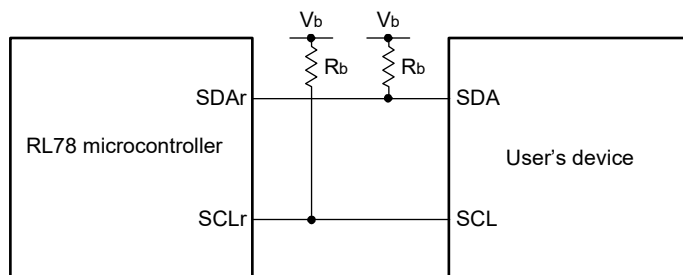 Vb Vb
Rb Rb
SDAr SDA
RL78 microcontroller User's device
SCLr SCL